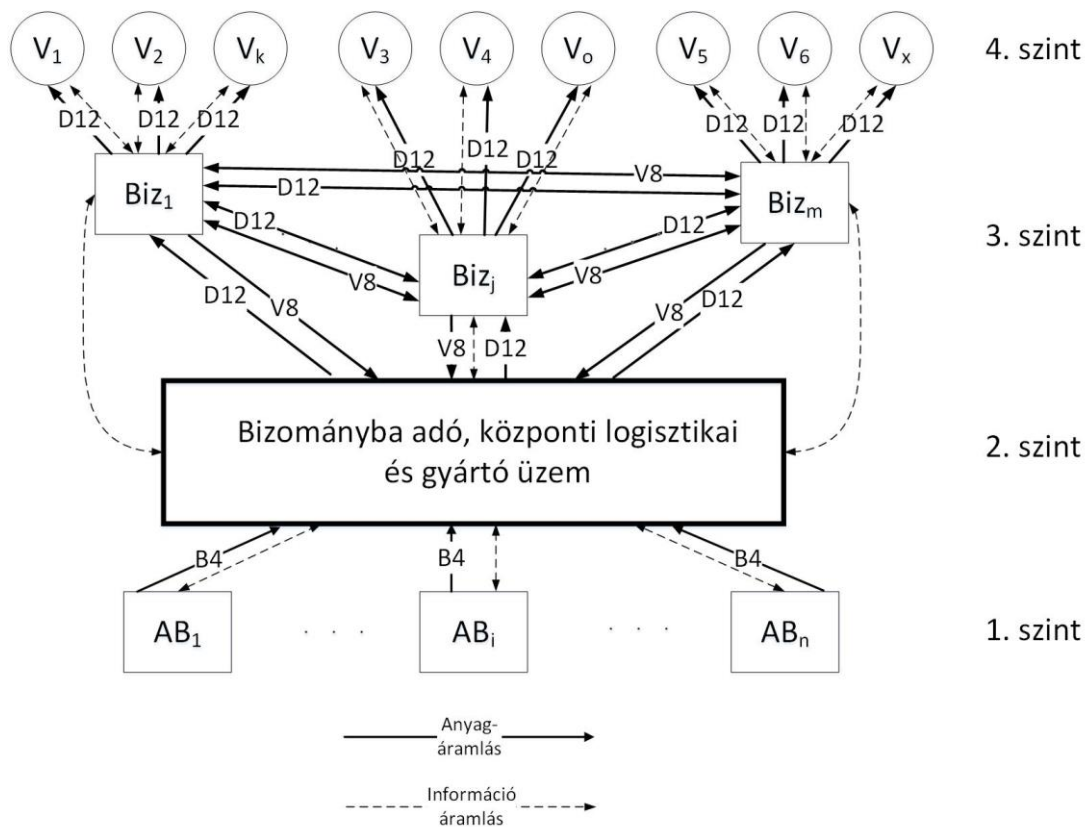 V₁ V₂ Vₖ V₃ V₄ Vₒ V₅ V₆ Vₓ 4. szint
D12 D12 D12 D12 D12 D12 D12 D12 D12
Biz₁ V8 Bizₘ
D12
D12 D12 3. szint
V8 Bizⱼ V8
D12 V8 V8 D12 V8 D12
Bizományba adó, központi logisztikai 2. szint
és gyártó üzem
B4 B4 B4
AB₁ . . . ABᵢ . . . ABₙ 1. szint
Anyag-
áramlás
Információ
áramlás